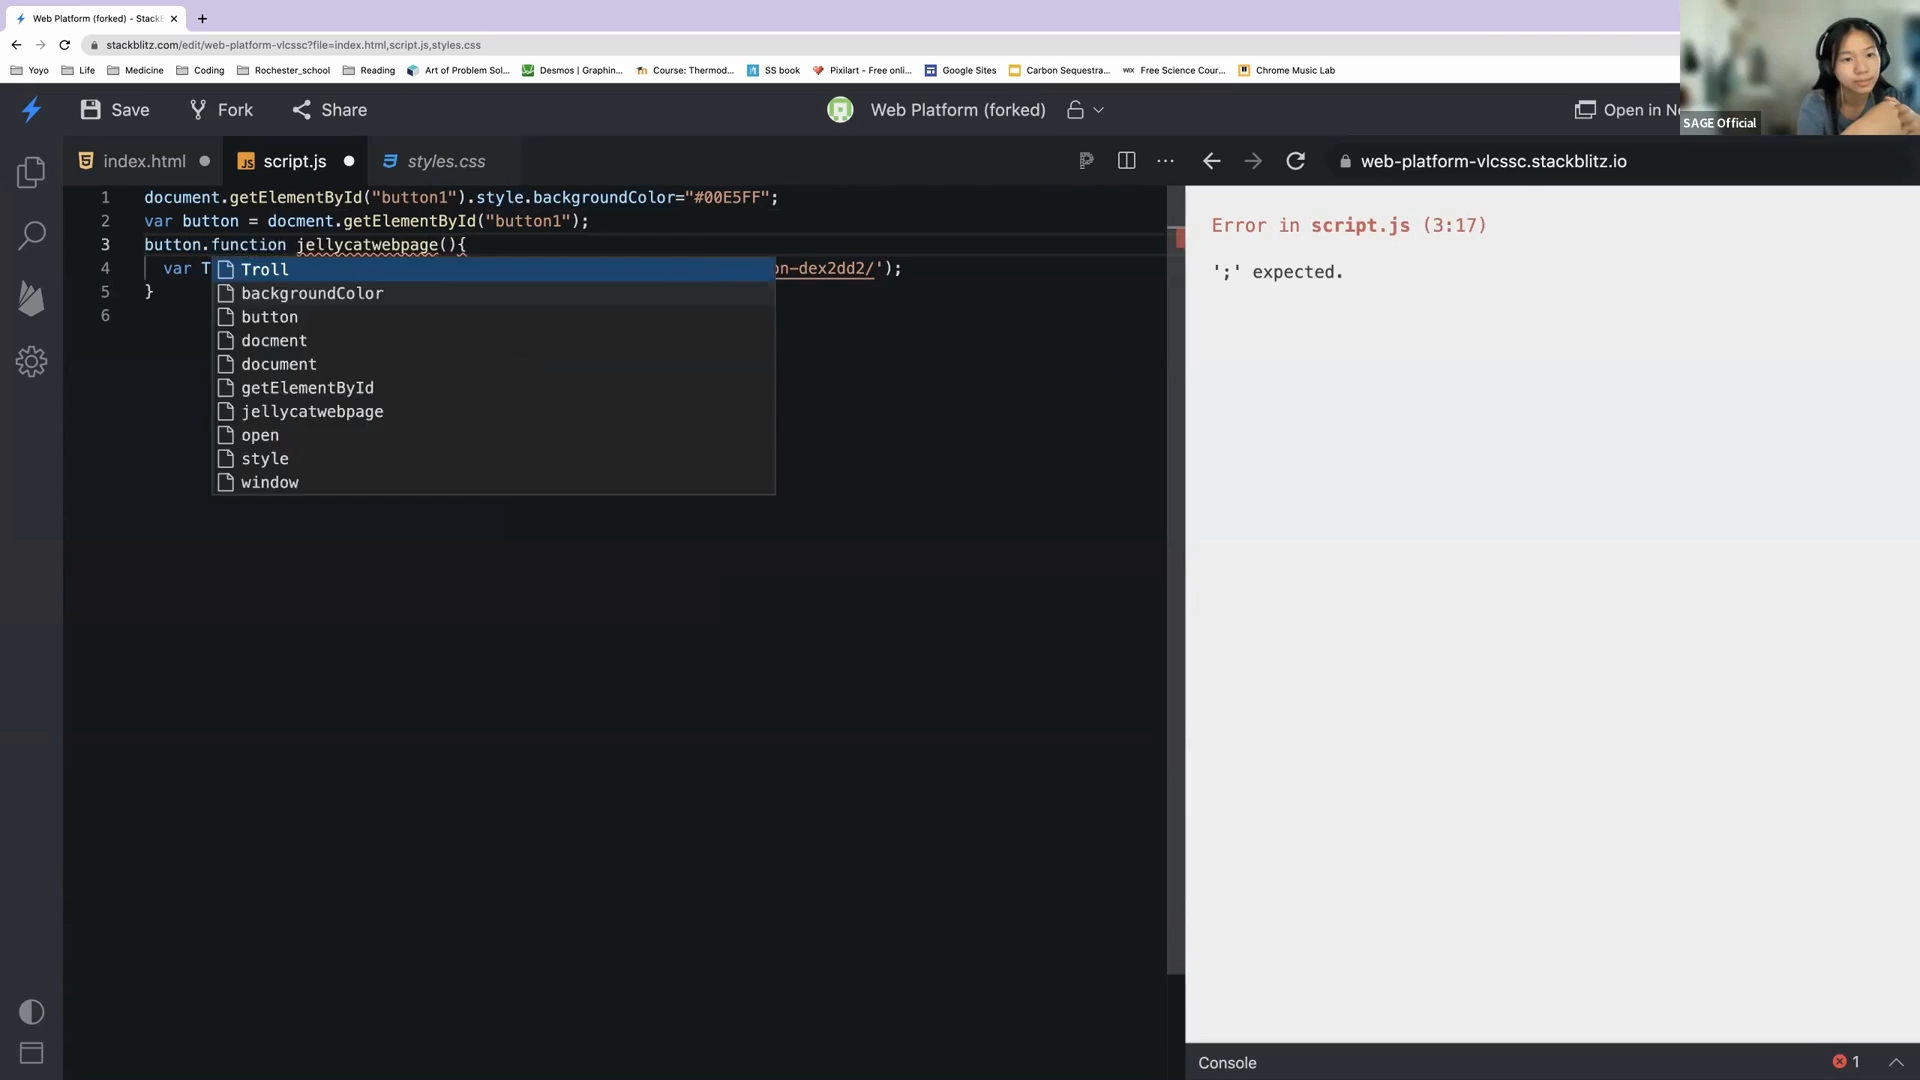 Web Platform (forked) - StackB
stackblitz.com/edit/web-platform-vlcssc?file=index.html,script.js,styles.css
Yoyo Life Medicine Coding Rochester_school Reading Art of Problem Sol... Desmos | Graphin... Course: Thermod... SS book Pixilart - Free onli... Google Sites Carbon Sequestra... WIX Free Science Cour... Chrome Music Lab
Save Fork Share Web Platform (forked) Open in Ne
SAGE Official
index.html JS script.js styles.css web-platform-vlcssc.stackblitz.io
1 document.getElementById("button1").style.backgroundColor="#00E5FF";
2 var button = docment.getElementById("button1");
3 button.function jellycatwebpage(){
4 var T on-dex2dd2/');
5 }
6
Troll
backgroundColor
button
docment
document
getElementById
jellycatwebpage
open
style
window
Error in script.js (3:17)
';' expected.
Console 1